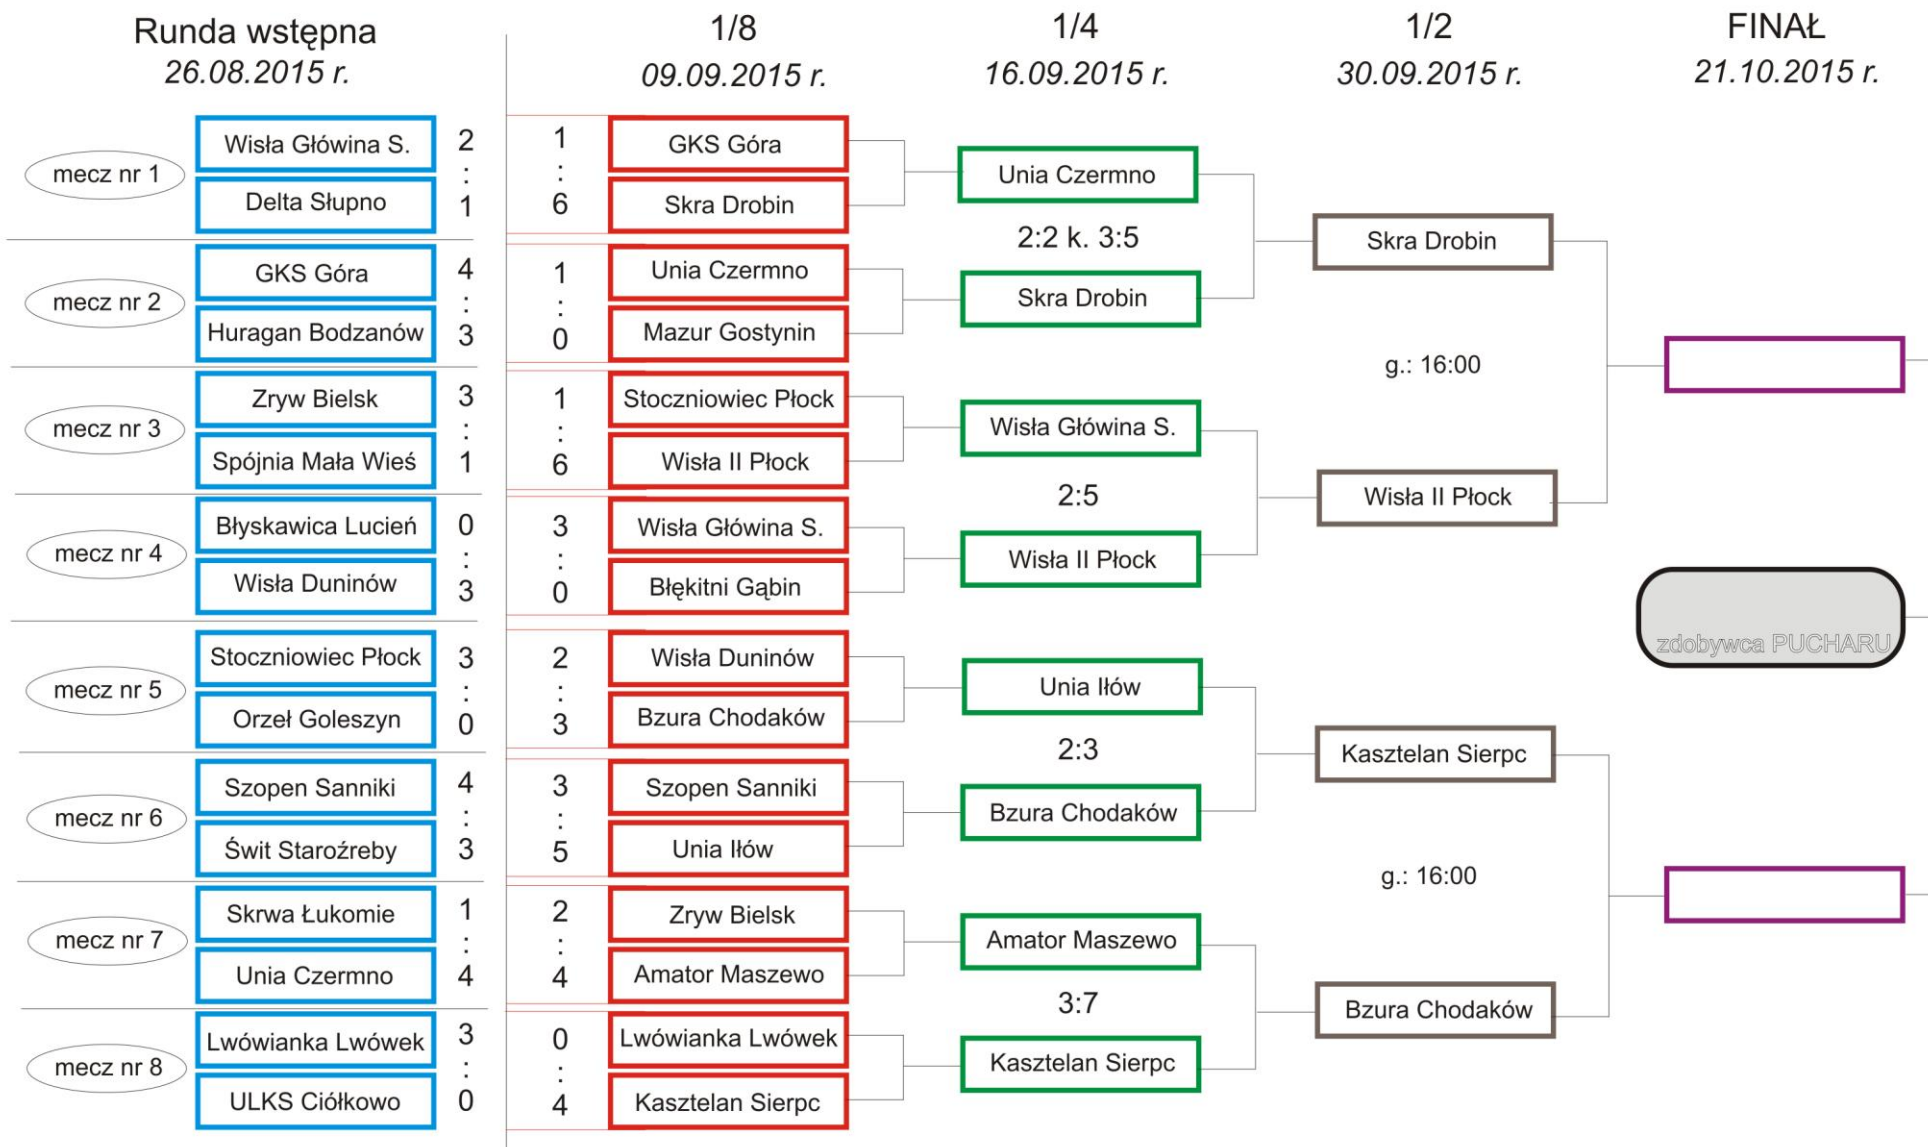 Runda wstępna
26.08.2015 r.
1/8
09.09.2015 r.
1/4
16.09.2015 r.
1/2
30.09.2015 r.
FINAŁ
21.10.2015 r.
mecz nr 1
Wisła Główina S.
2
:
Delta Słupno
1
mecz nr 2
GKS Góra
4
:
Huragan Bodzanów
3
mecz nr 3
Zryw Bielsk
3
:
Spójnia Mała Wieś
1
mecz nr 4
Błyskawica Lucień
0
:
Wisła Duninów
3
mecz nr 5
Stoczniowiec Płock
3
:
Orzeł Goleszyn
0
mecz nr 6
Szopen Sanniki
4
:
Świt Staroźreby
3
mecz nr 7
Skrwa Łukomie
1
:
Unia Czermno
4
mecz nr 8
Lwówianka Lwówek
3
:
ULKS Ciółkowo
0
1
:
6
GKS Góra
Skra Drobin
1
:
0
Unia Czermno
Mazur Gostynin
1
:
6
Stoczniowiec Płock
Wisła II Płock
3
:
0
Wisła Główina S.
Błękitni Gąbin
2
:
3
Wisła Duninów
Bzura Chodaków
3
:
5
Szopen Sanniki
Unia Iłów
2
:
4
Zryw Bielsk
Amator Maszewo
0
:
4
Lwówianka Lwówek
Kasztelan Sierpc
Unia Czermno
2:2 k. 3:5
Skra Drobin
Wisła Główina S.
2:5
Wisła II Płock
Unia Iłów
2:3
Bzura Chodaków
Amator Maszewo
3:7
Kasztelan Sierpc
Skra Drobin
g.: 16:00
Wisła II Płock
Kasztelan Sierpc
g.: 16:00
Bzura Chodaków
zdobywca PUCHARU